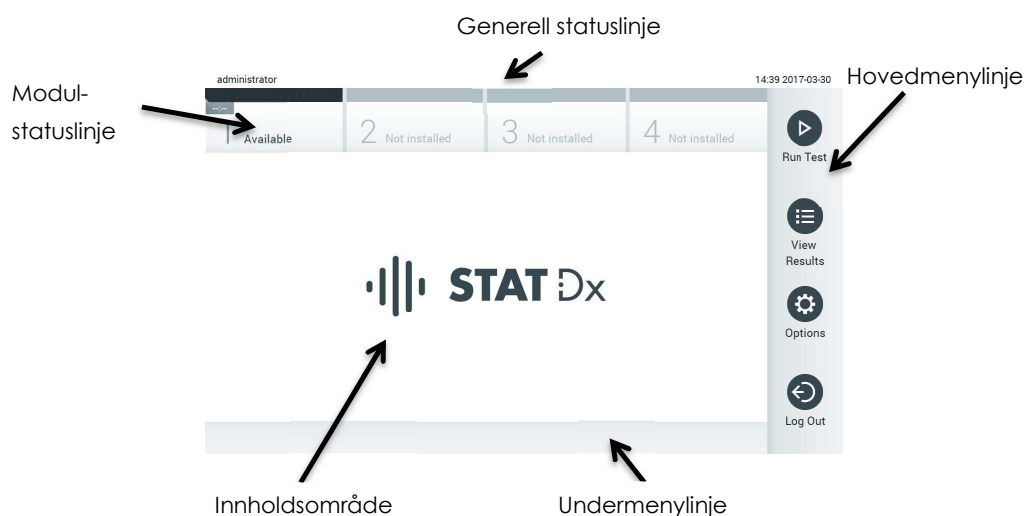 Generell statuslinje
administrator
14:39 2017-03-30
Hovedmenylinje
Modul-
statuslinje
--:--
Available
2 Not installed
3 Not installed
4 Not installed
Run Test
View
Results
STAT Dx
Options
Log Out
Innholdsområde
Undermenylinje